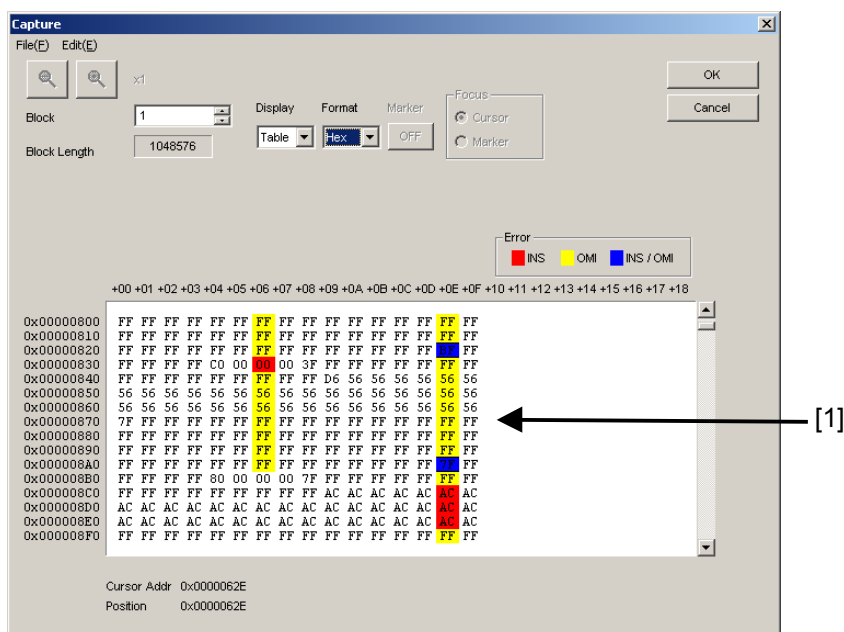 Capture
File(F) Edit(E)
x1
OK
Cancel
Block 1
Display Format Marker
Table Hex OFF
Focus
Cursor
Marker
Block Length 1048576
Error
INS OMI INS / OMI
+00 +01 +02 +03 +04 +05 +06 +07 +08 +09 +0A +0B +0C +0D +0E +0F +10 +11 +12 +13 +14 +15 +16 +17 +18
0x00000800 FF FF FF FF FF FF FF FF FF FF FF FF FF FF FF FF
0x00000810 FF FF FF FF FF FF FF FF FF FF FF FF FF FF FF FF
0x00000820 FF FF FF FF FF FF FF FF FF FF FF FF FF FF FF
0x00000830 FF FF FF FF C0 00 00 00 3F FF FF FF FF FF FF FF
0x00000840 FF FF FF FF FF FF FF FF FF D6 56 56 56 56 56 56
0x00000850 56 56 56 56 56 56 56 56 56 56 56 56 56 56 56 56
0x00000860 56 56 56 56 56 56 56 56 56 56 56 56 56 56 56 56
0x00000870 7F FF FF FF FF FF FF FF FF FF FF FF FF FF FF FF
0x00000880 FF FF FF FF FF FF FF FF FF FF FF FF FF FF FF FF
0x00000890 FF FF FF FF FF FF FF FF FF FF FF FF FF FF FF FF
0x000008A0 FF FF FF FF FF FF FF FF FF FF FF FF FF FF 7F FF
0x000008B0 FF FF FF FF 80 00 00 00 7F FF FF FF FF FF FF FF
0x000008C0 FF FF FF FF FF FF FF FF FF AC AC AC AC AC AC AC
0x000008D0 AC AC AC AC AC AC AC AC AC AC AC AC AC AC AC AC
0x000008E0 AC AC AC AC AC AC AC AC AC AC AC AC AC AC AC AC
0x000008F0 FF FF FF FF FF FF FF FF FF FF FF FF FF FF FF FF
[1]
Cursor Addr 0x0000062E
Position 0x0000062E